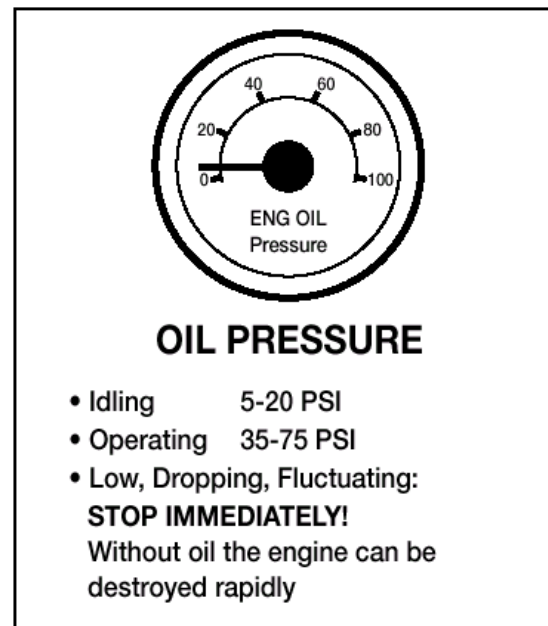 40 60
20 80
0 100
ENG OIL
Pressure
OIL PRESSURE
• Idling 5-20 PSI
• Operating 35-75 PSI
• Low, Dropping, Fluctuating:
STOP IMMEDIATELY!
Without oil the engine can be
destroyed rapidly